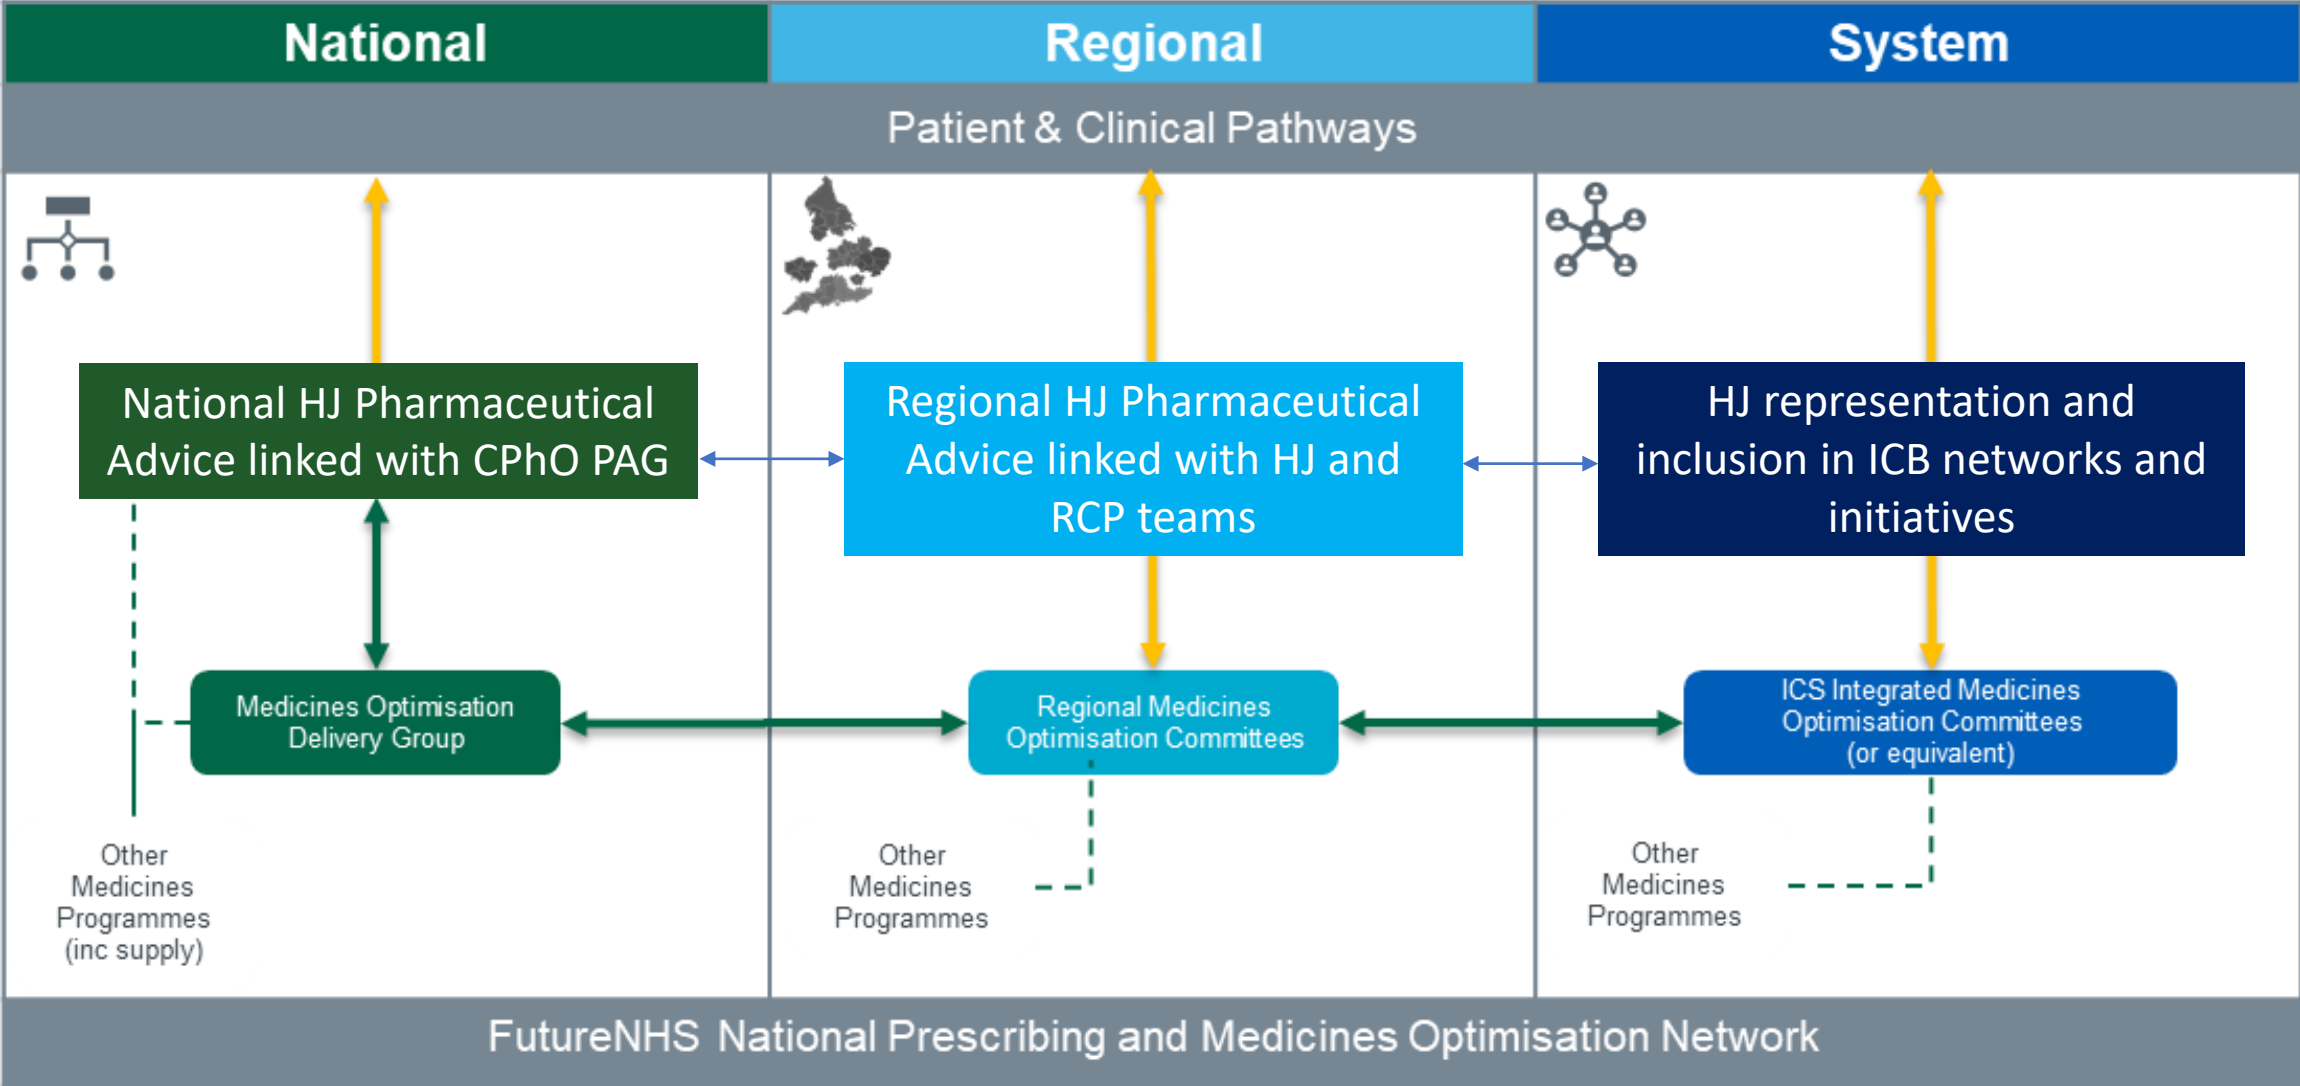 National
Regional
System
Patient & Clinical Pathways
National HJ Pharmaceutical
Advice linked with CPhO PAG
Regional HJ Pharmaceutical
Advice linked with HJ and
RCP teams
HJ representation and
inclusion in ICB networks and
initiatives
Medicines Optimisation
Delivery Group
Regional Medicines
Optimisation Committees
ICS Integrated Medicines
Optimisation Committees
(or equivalent)
Other
Medicines
Programmes
(inc supply)
Other
Medicines
Programmes
Other
Medicines
Programmes
FutureNHS National Prescribing and Medicines Optimisation Network